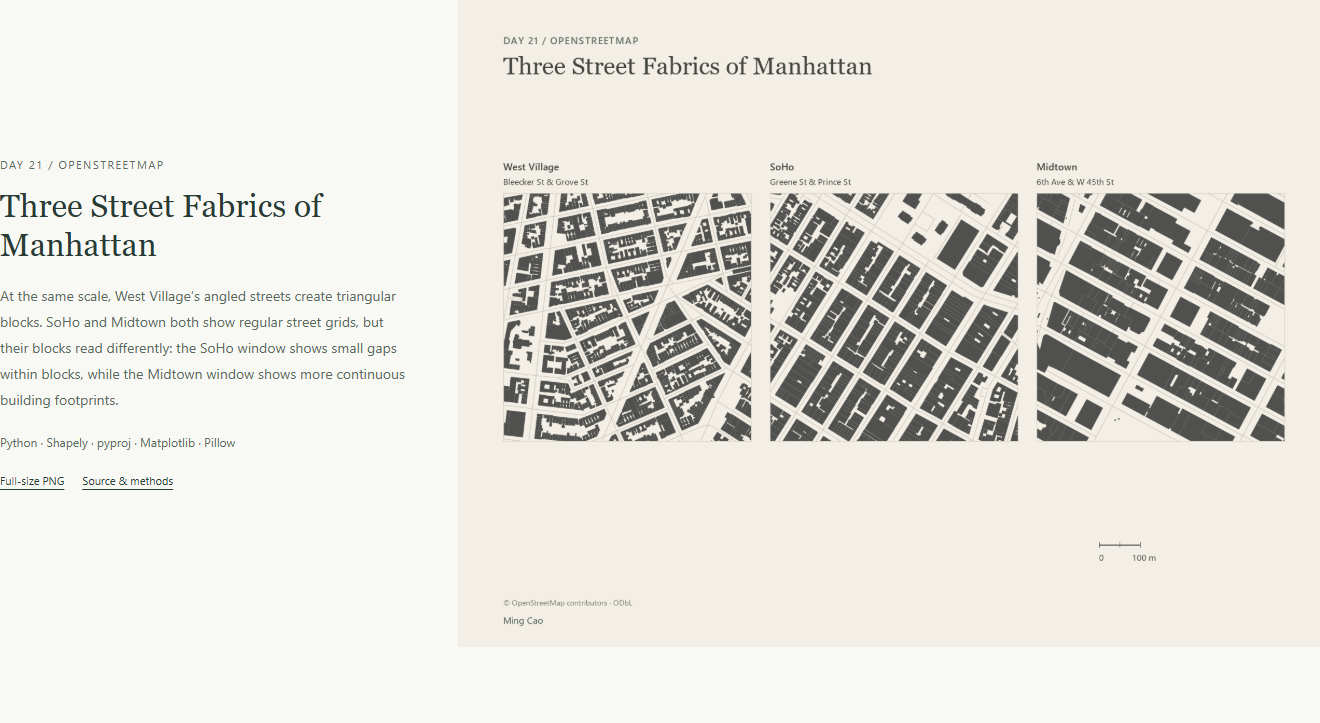 DAY 21 / OPENSTREETMAP
Three Street Fabrics of
Manhattan
At the same scale, West Village’s angled streets create triangular
blocks. SoHo and Midtown both show regular street grids, but
their blocks read differently: the SoHo window shows small gaps
within blocks, while the Midtown window shows more continuous
building footprints.
Python · Shapely · pyproj · Matplotlib · Pillow
Full-size PNG
Source & methods
DAY 21 / OPENSTREETMAP
Three Street Fabrics of Manhattan
West Village
Bleecker St & Grove St
SoHo
Greene St & Prince St
Midtown
6th Ave & W 45th St
0
100 m
© OpenStreetMap contributors · ODbL
Ming Cao